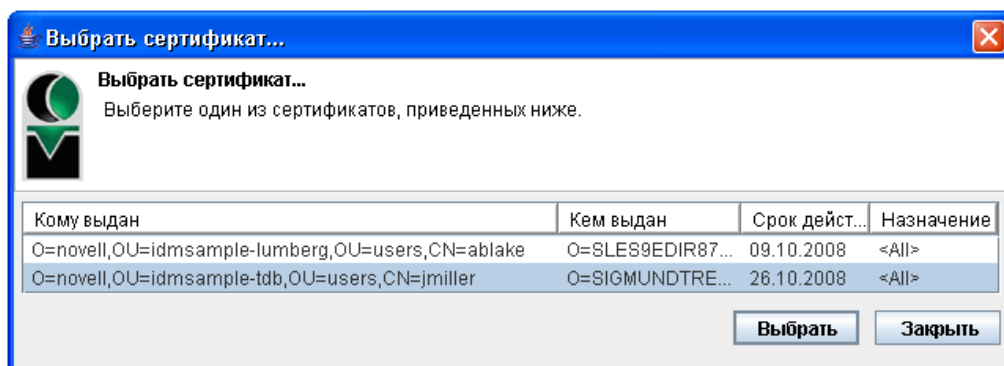 Выбрать сертификат...
Выбрать сертификат...
Выберите один из сертификатов, приведенных ниже.
Кому выдан Кем выдан Срок дейст... Назначение
O=novell,OU=idmsample-lumberg,OU=users,CN=ablake O=SLES9EDIR87... 09.10.2008 <All>
O=novell,OU=idmsample-tdb,OU=users,CN=jmiller O=SIGMUNDTRE... 26.10.2008 <All>
Выбрать Закрыть